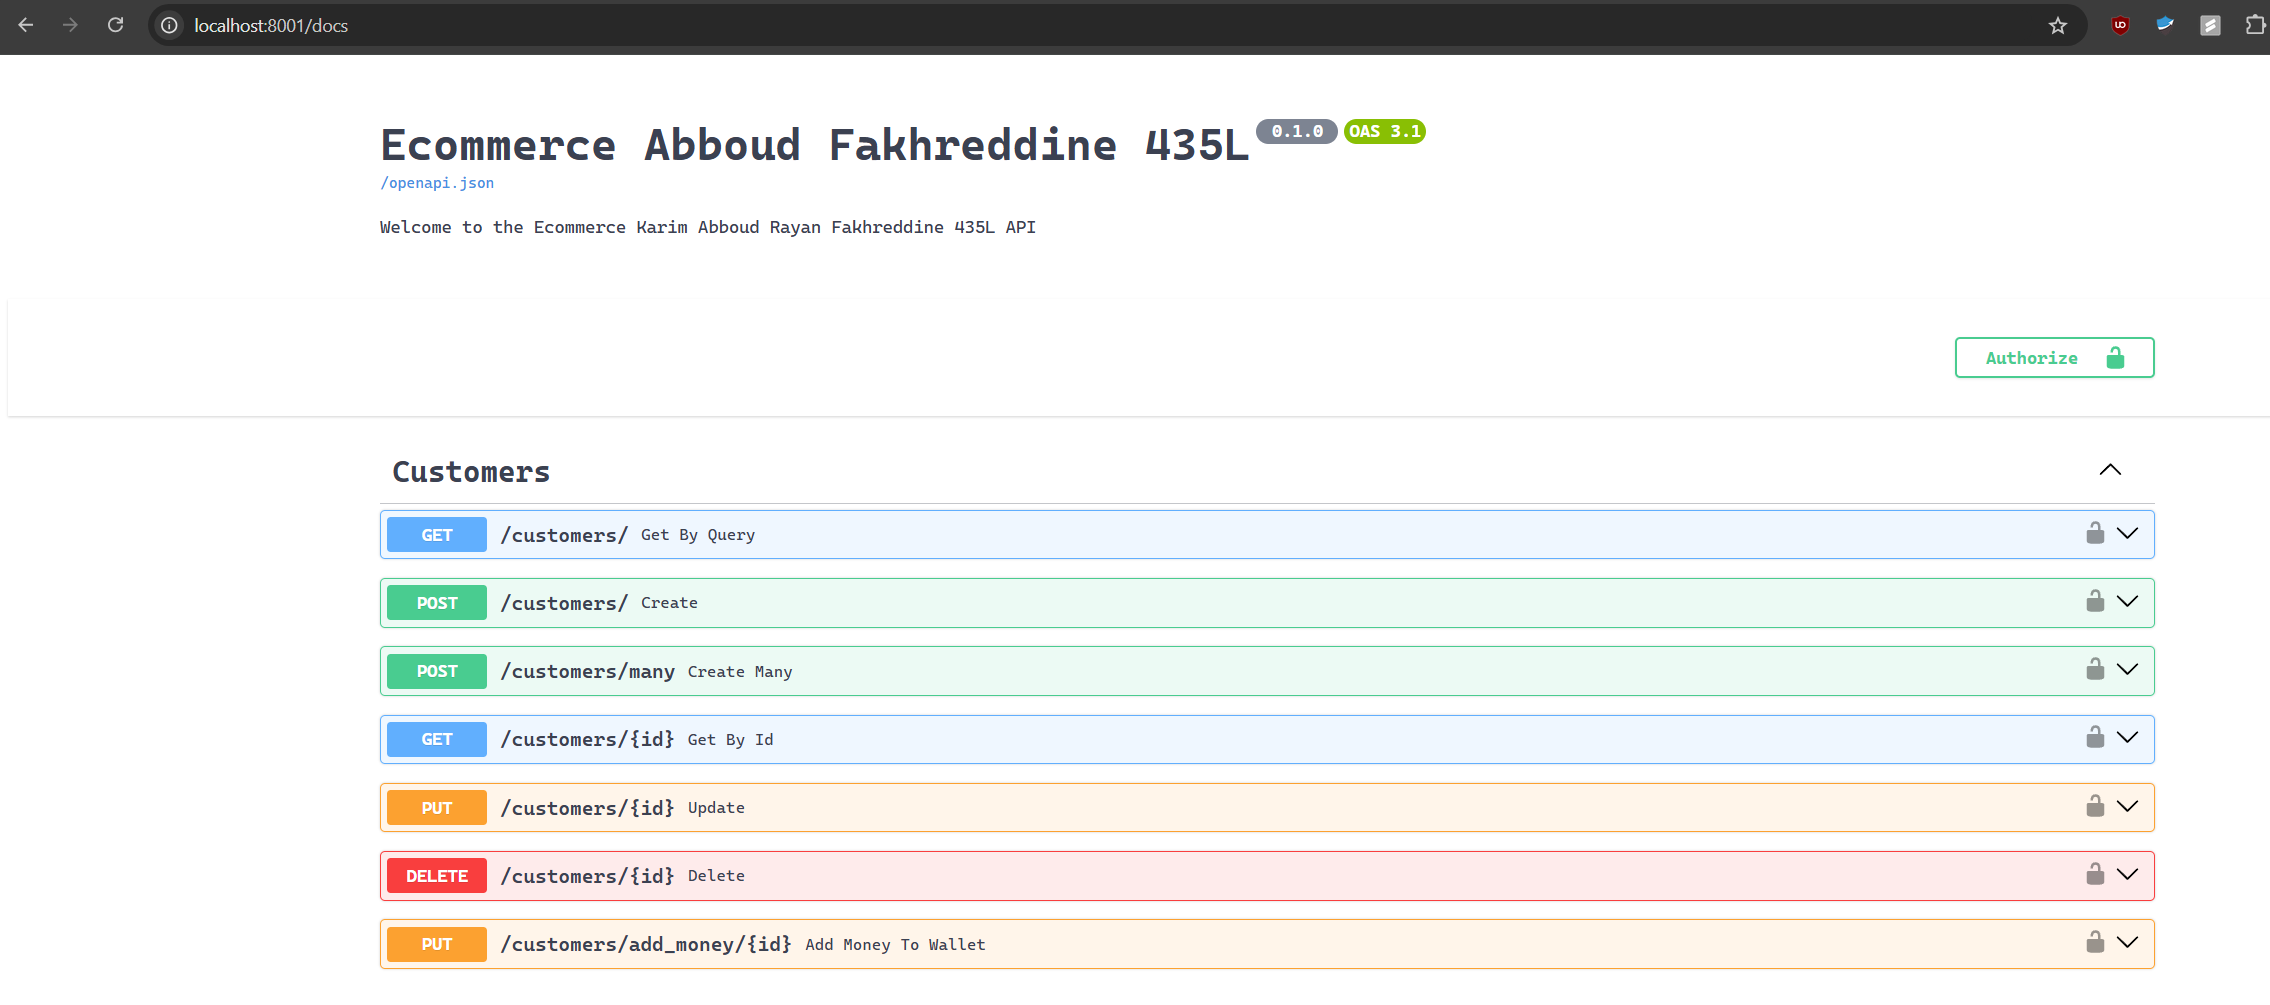 localhost:8001/docs
Ecommerce Abboud Fakhreddine 435L 0.1.0 OAS 3.1
/openapi.json
Welcome to the Ecommerce Karim Abboud Rayan Fakhreddine 435L API
Authorize
Customers
GET /customers/ Get By Query
POST /customers/ Create
POST /customers/many Create Many
GET /customers/{id} Get By Id
PUT /customers/{id} Update
DELETE /customers/{id} Delete
PUT /customers/add_money/{id} Add Money To Wallet